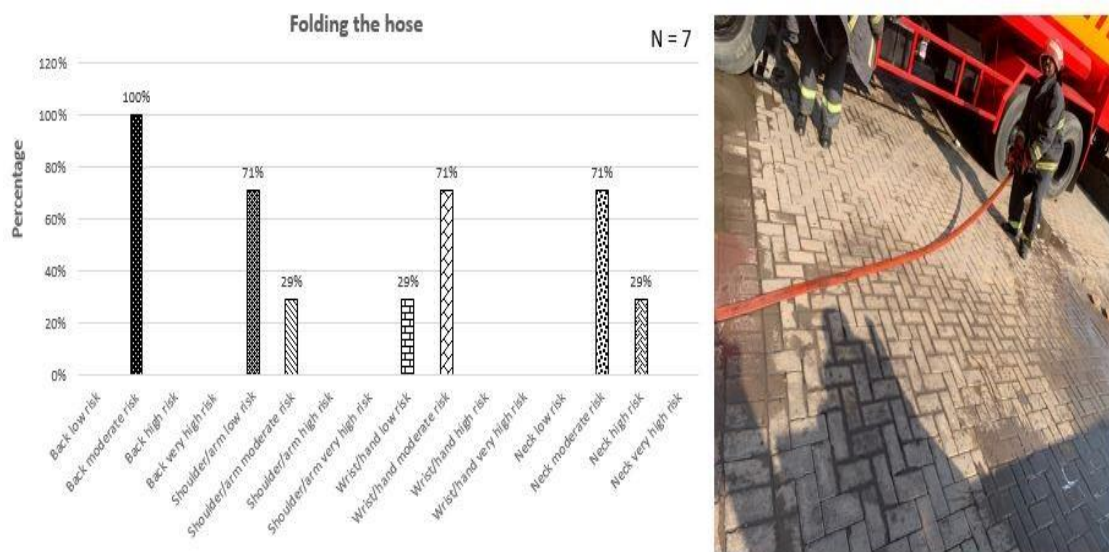 Folding the hose
N = 7
120%
100%
80%
60%
40%
20%
0%
Percentage
100%
71%
29%
29%
71%
71%
29%
Back low risk
Back moderate risk
Back high risk
Back very high risk
Shoulder/arm low risk
Shoulder/arm moderate risk
Shoulder/arm high risk
Shoulder/arm very high risk
Wrist/hand low risk
Wrist/hand moderate risk
Wrist/hand high risk
Wrist/hand very high risk
Neck low risk
Neck moderate risk
Neck high risk
Neck very high risk